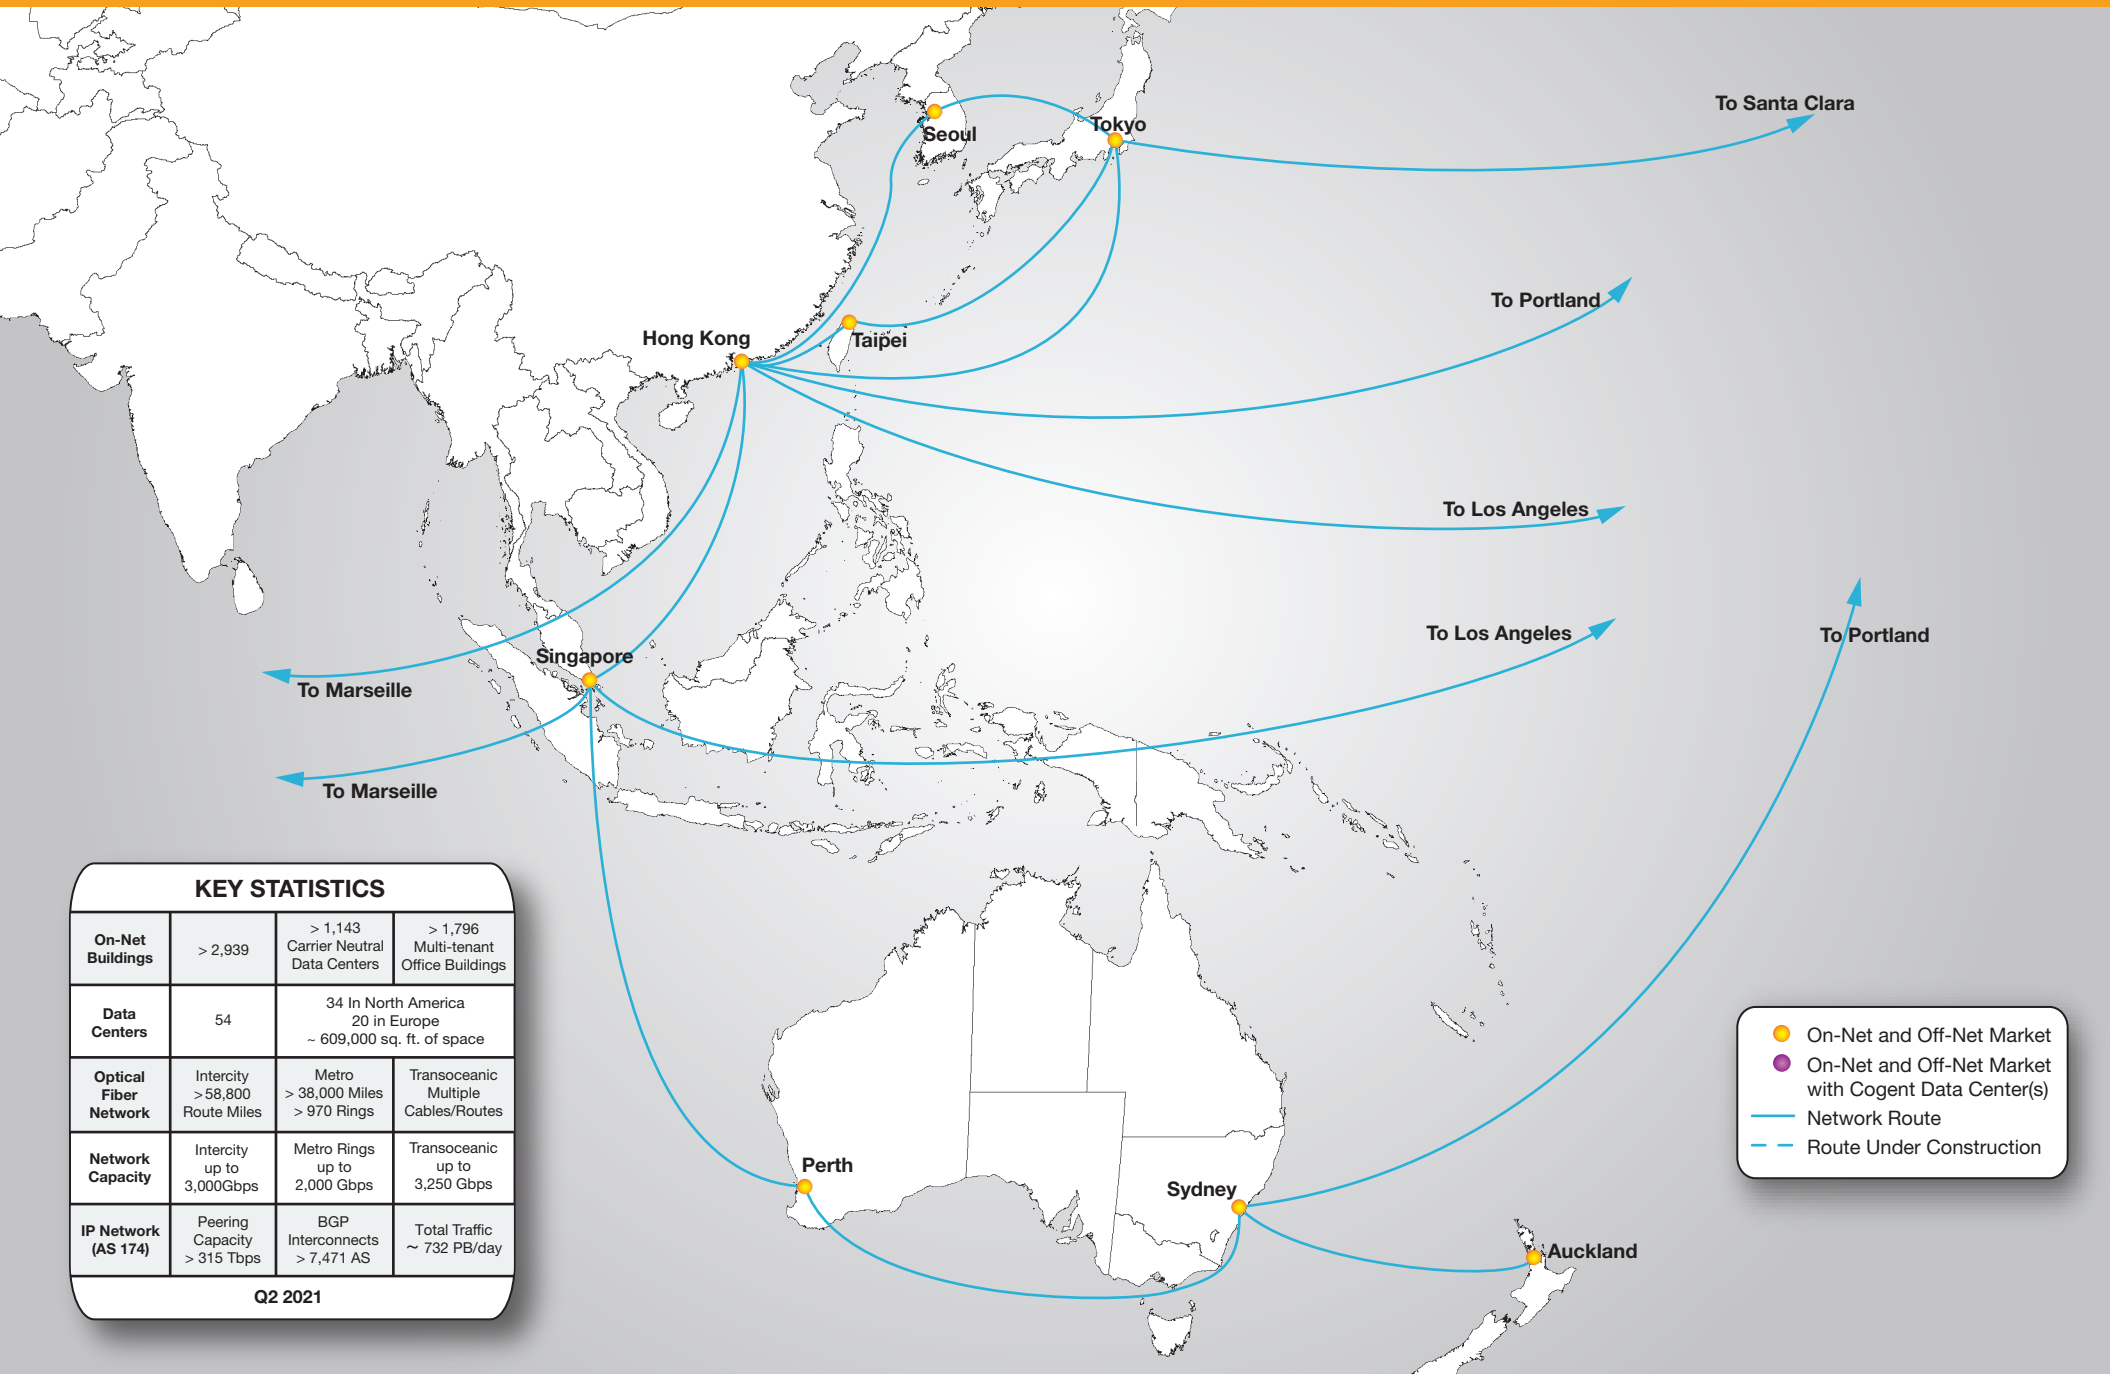 To Santa Clara
Seoul
Tokyo
To Portland
Hong Kong
Taipei
To Los Angeles
To Los Angeles
To Portland
Singapore
To Marseille
To Marseille
KEY STATISTICS
On-Net
Buildings
> 2,939
> 1,143
Carrier Neutral
Data Centers
> 1,796
Multi-tenant
Office Buildings
Data
Centers
54
34 In North America
20 in Europe
~ 609,000 sq. ft. of space
Optical
Fiber
Network
Intercity
>58,800
Route Miles
Metro
> 38,000 Miles
> 970 Rings
Transoceanic
Multiple
Cables/Routes
Network
Capacity
Intercity
up to
3,000Gbps
Metro Rings
up to
2,000 Gbps
Transoceanic
up to
3,250 Gbps
IP Network
(AS 174)
Peering
Capacity
> 315 Tbps
BGP
Interconnects
> 7,471 AS
Total Traffic
~ 732 PB/day
Q2 2021
Perth
Sydney
Auckland
On-Net and Off-Net Market
On-Net and Off-Net Market
with Cogent Data Center(s)
Network Route
Route Under Construction